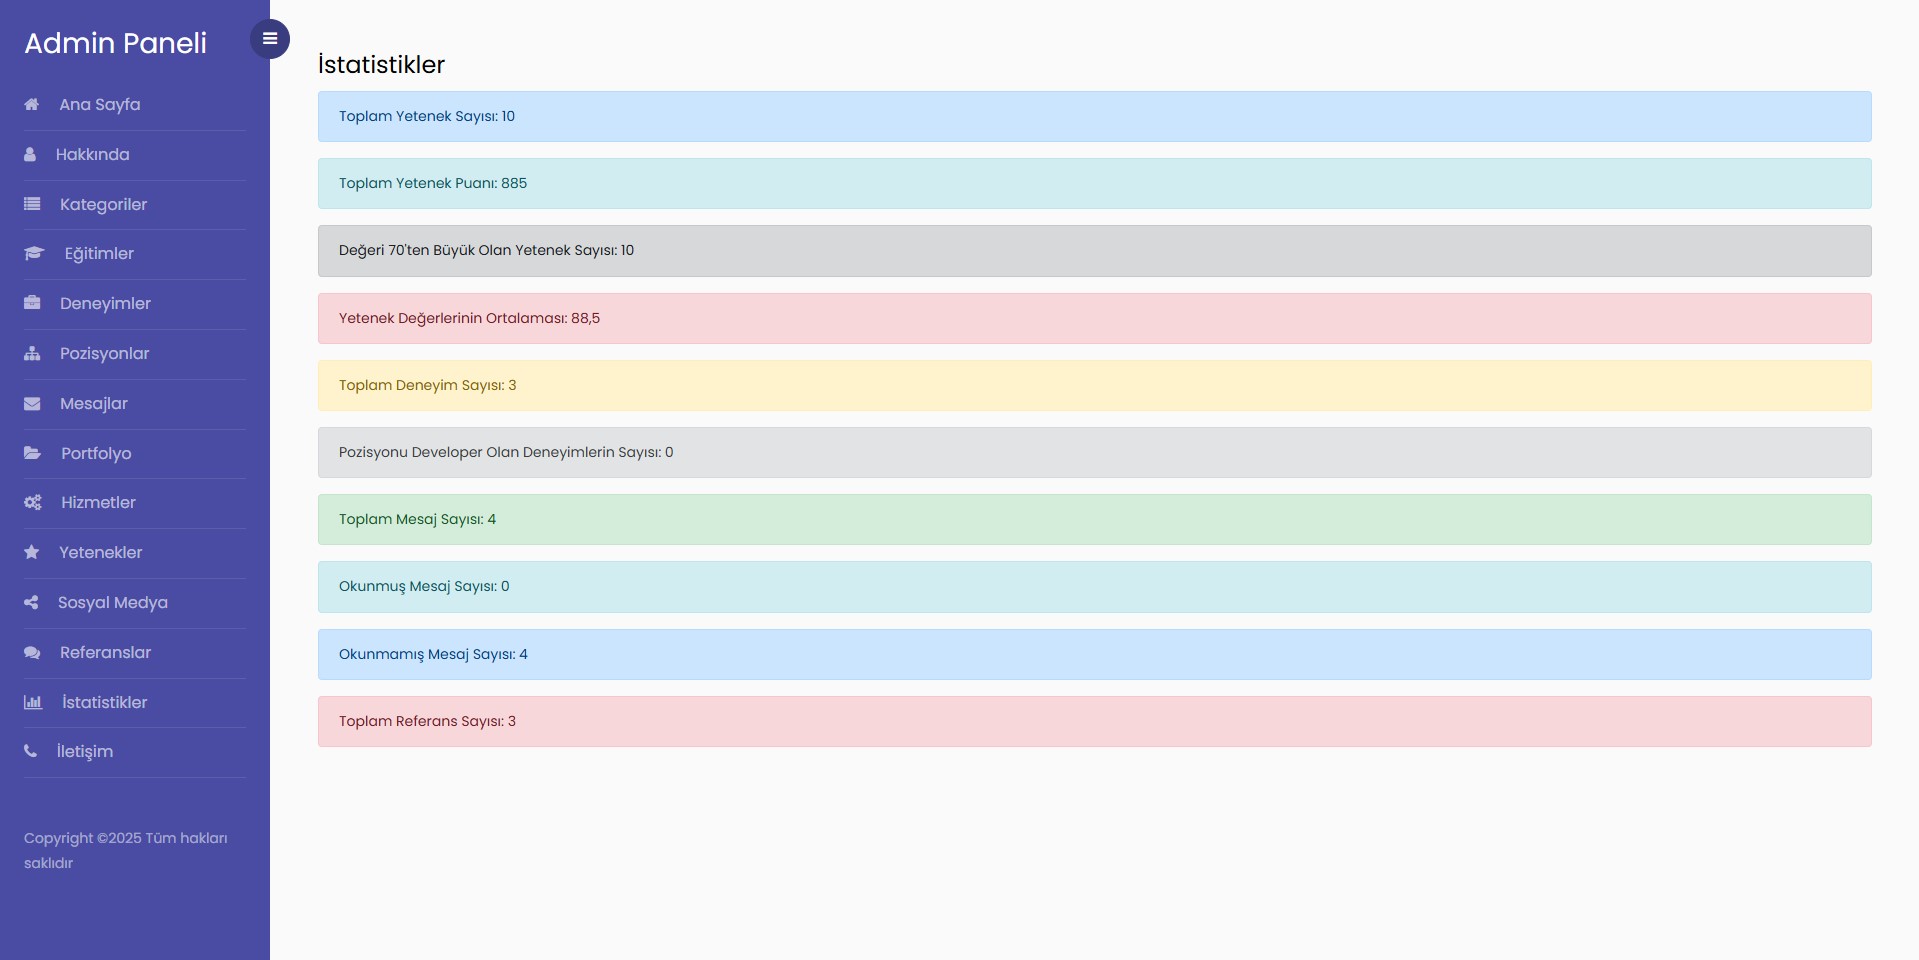 Admin Paneli
Ana Sayfa
Hakkında
Kategoriler
Eğitimler
Deneyimler
Pozisyonlar
Mesajlar
Portfolyo
Hizmetler
Yetenekler
Sosyal Medya
Referanslar
İstatistikler
İletişim
Copyright ©2025 Tüm hakları
saklıdır
İstatistikler
Toplam Yetenek Sayısı: 10
Toplam Yetenek Puanı: 885
Değeri 70'ten Büyük Olan Yetenek Sayısı: 10
Yetenek Değerlerinin Ortalaması: 88,5
Toplam Deneyim Sayısı: 3
Pozisyonu Developer Olan Deneyimlerin Sayısı: 0
Toplam Mesaj Sayısı: 4
Okunmuş Mesaj Sayısı: 0
Okunmamış Mesaj Sayısı: 4
Toplam Referans Sayısı: 3